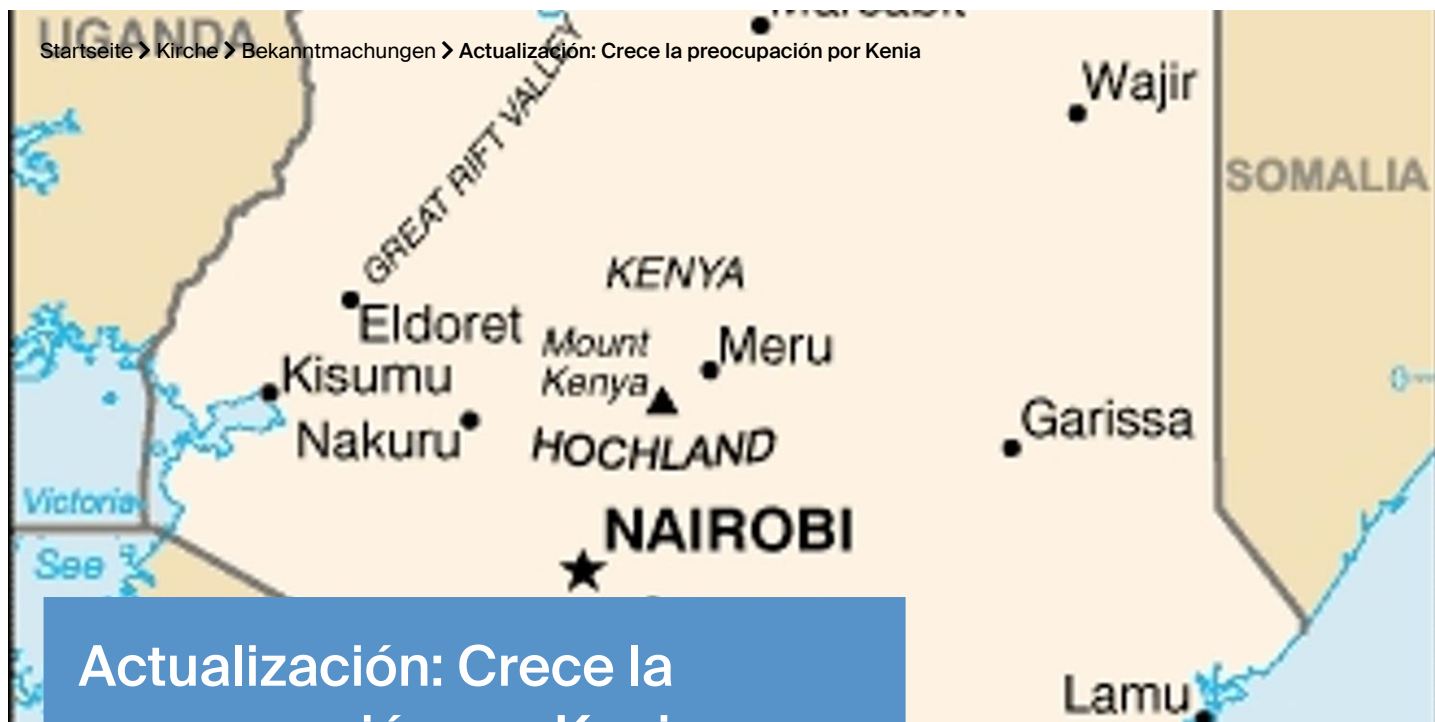 UGANDA
Startseite > Kirche > Bekanntmachungen > Actualización: Crece la preocupación por Kenia
GREAT RIFT VALLEY
Wajir
SOMALIA
KENYA
Eldoret
Mount
Kenya
Meru
Kisumu
Nakuru
HOCHLAND
Garissa
0
Victoria
See
NAIROBI
Actualización: Crece la
Lamu